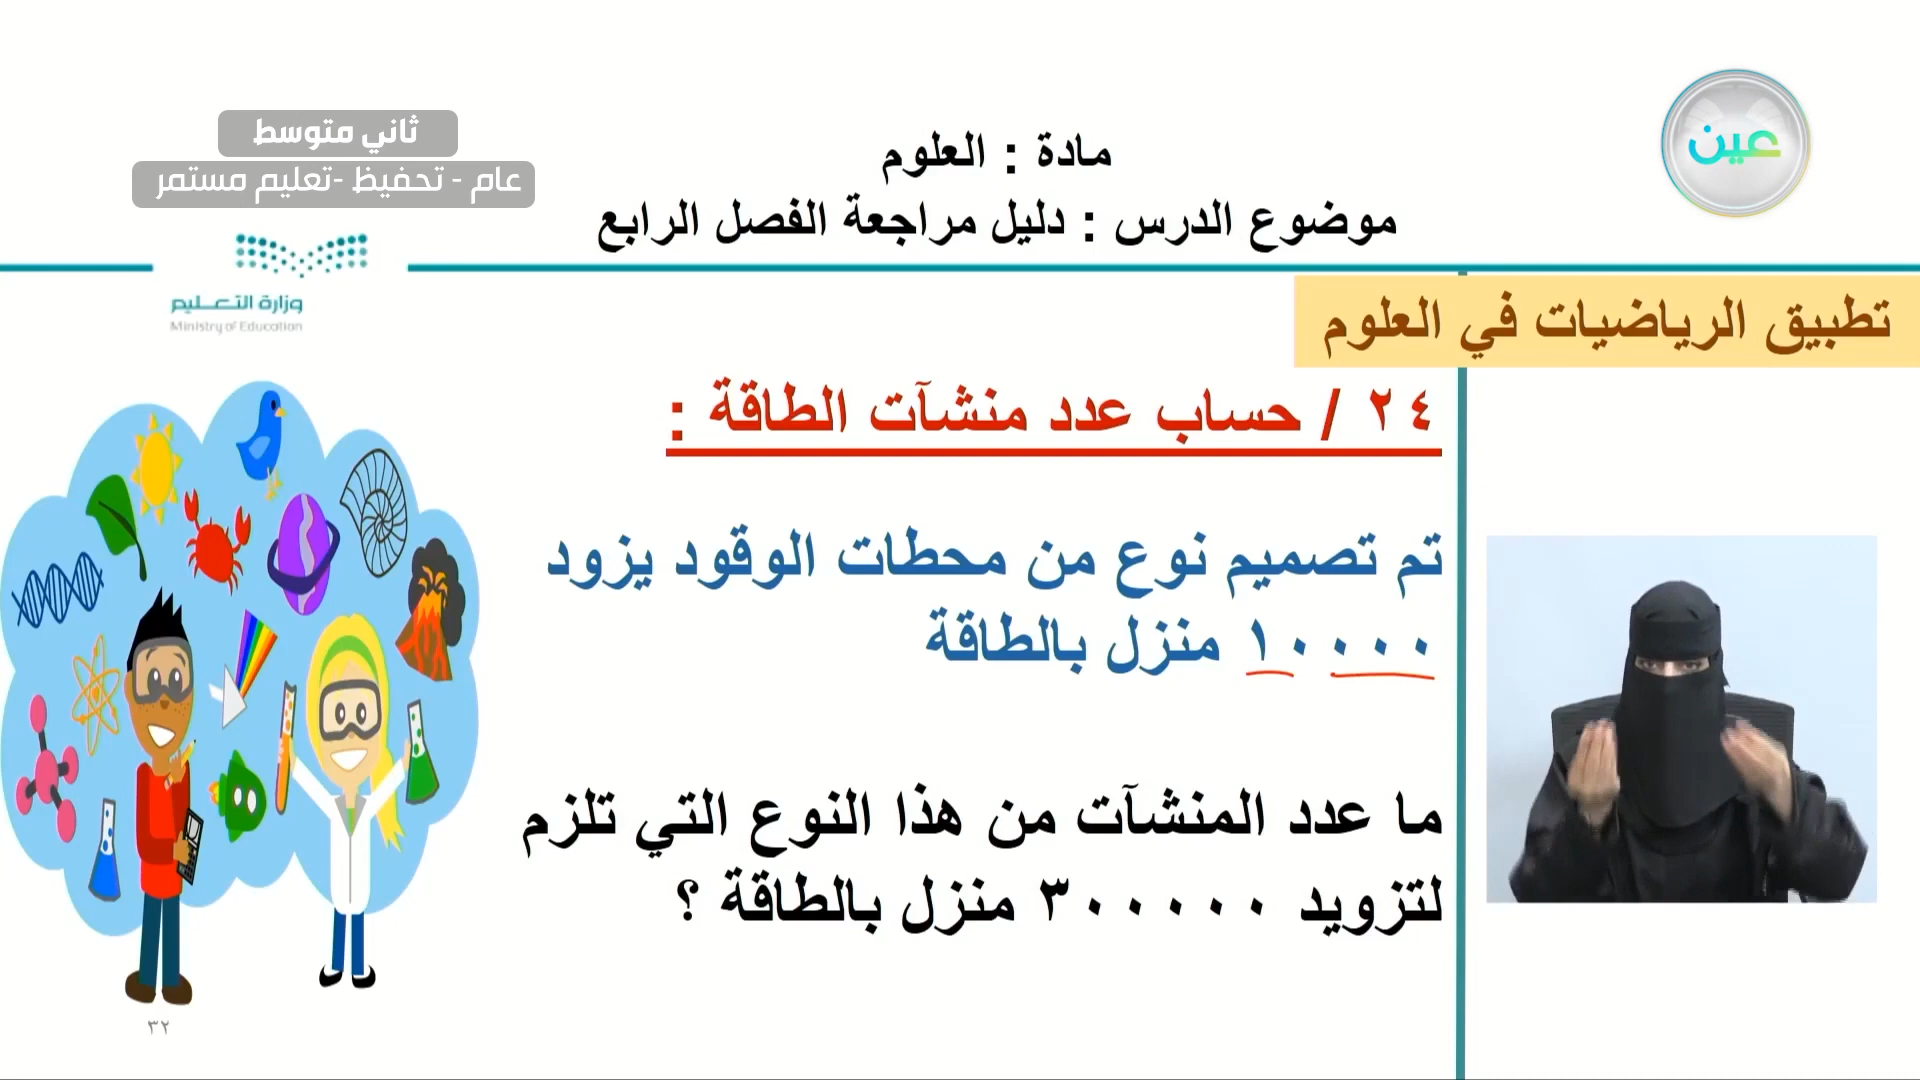 ثاني متوسط
عام - تحفيظ -تعليم مستمر
عين
مادة : العلوم
موضوع الدرس : دليل مراجعة الفصل الرابع
وزارة التعليم
Ministry of Education
تطبيق الرياضيات في العلوم
٢٤ / حساب عدد منشآت الطاقة :
تم تصميم نوع من محطات الوقود يزود
١٠٠٠٠ منزل بالطاقة
ما عدد المنشآت من هذا النوع التي تلزم
لتزويد ٣٠٠٠٠٠ منزل بالطاقة ؟
٣٢